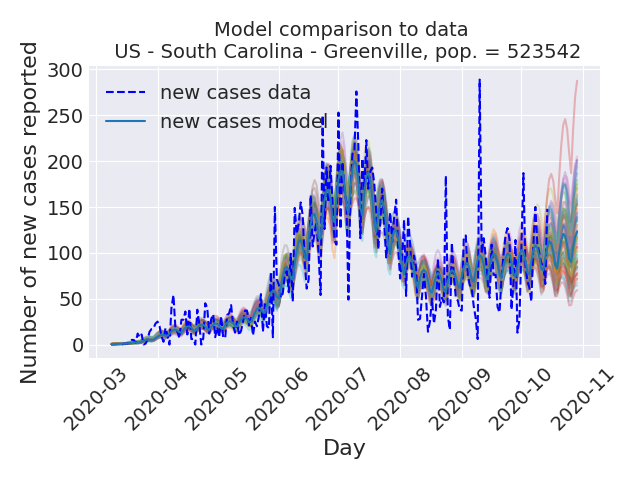 Model comparison to data
US - South Carolina - Greenville, pop. = 523542
Number of new cases reported
300
250
200
150
100
50
0
new cases data
new cases model
2020-03
2020-04
2020-05
2020-06
2020-07
2020-08
2020-09
2020-10
2020-11
Day